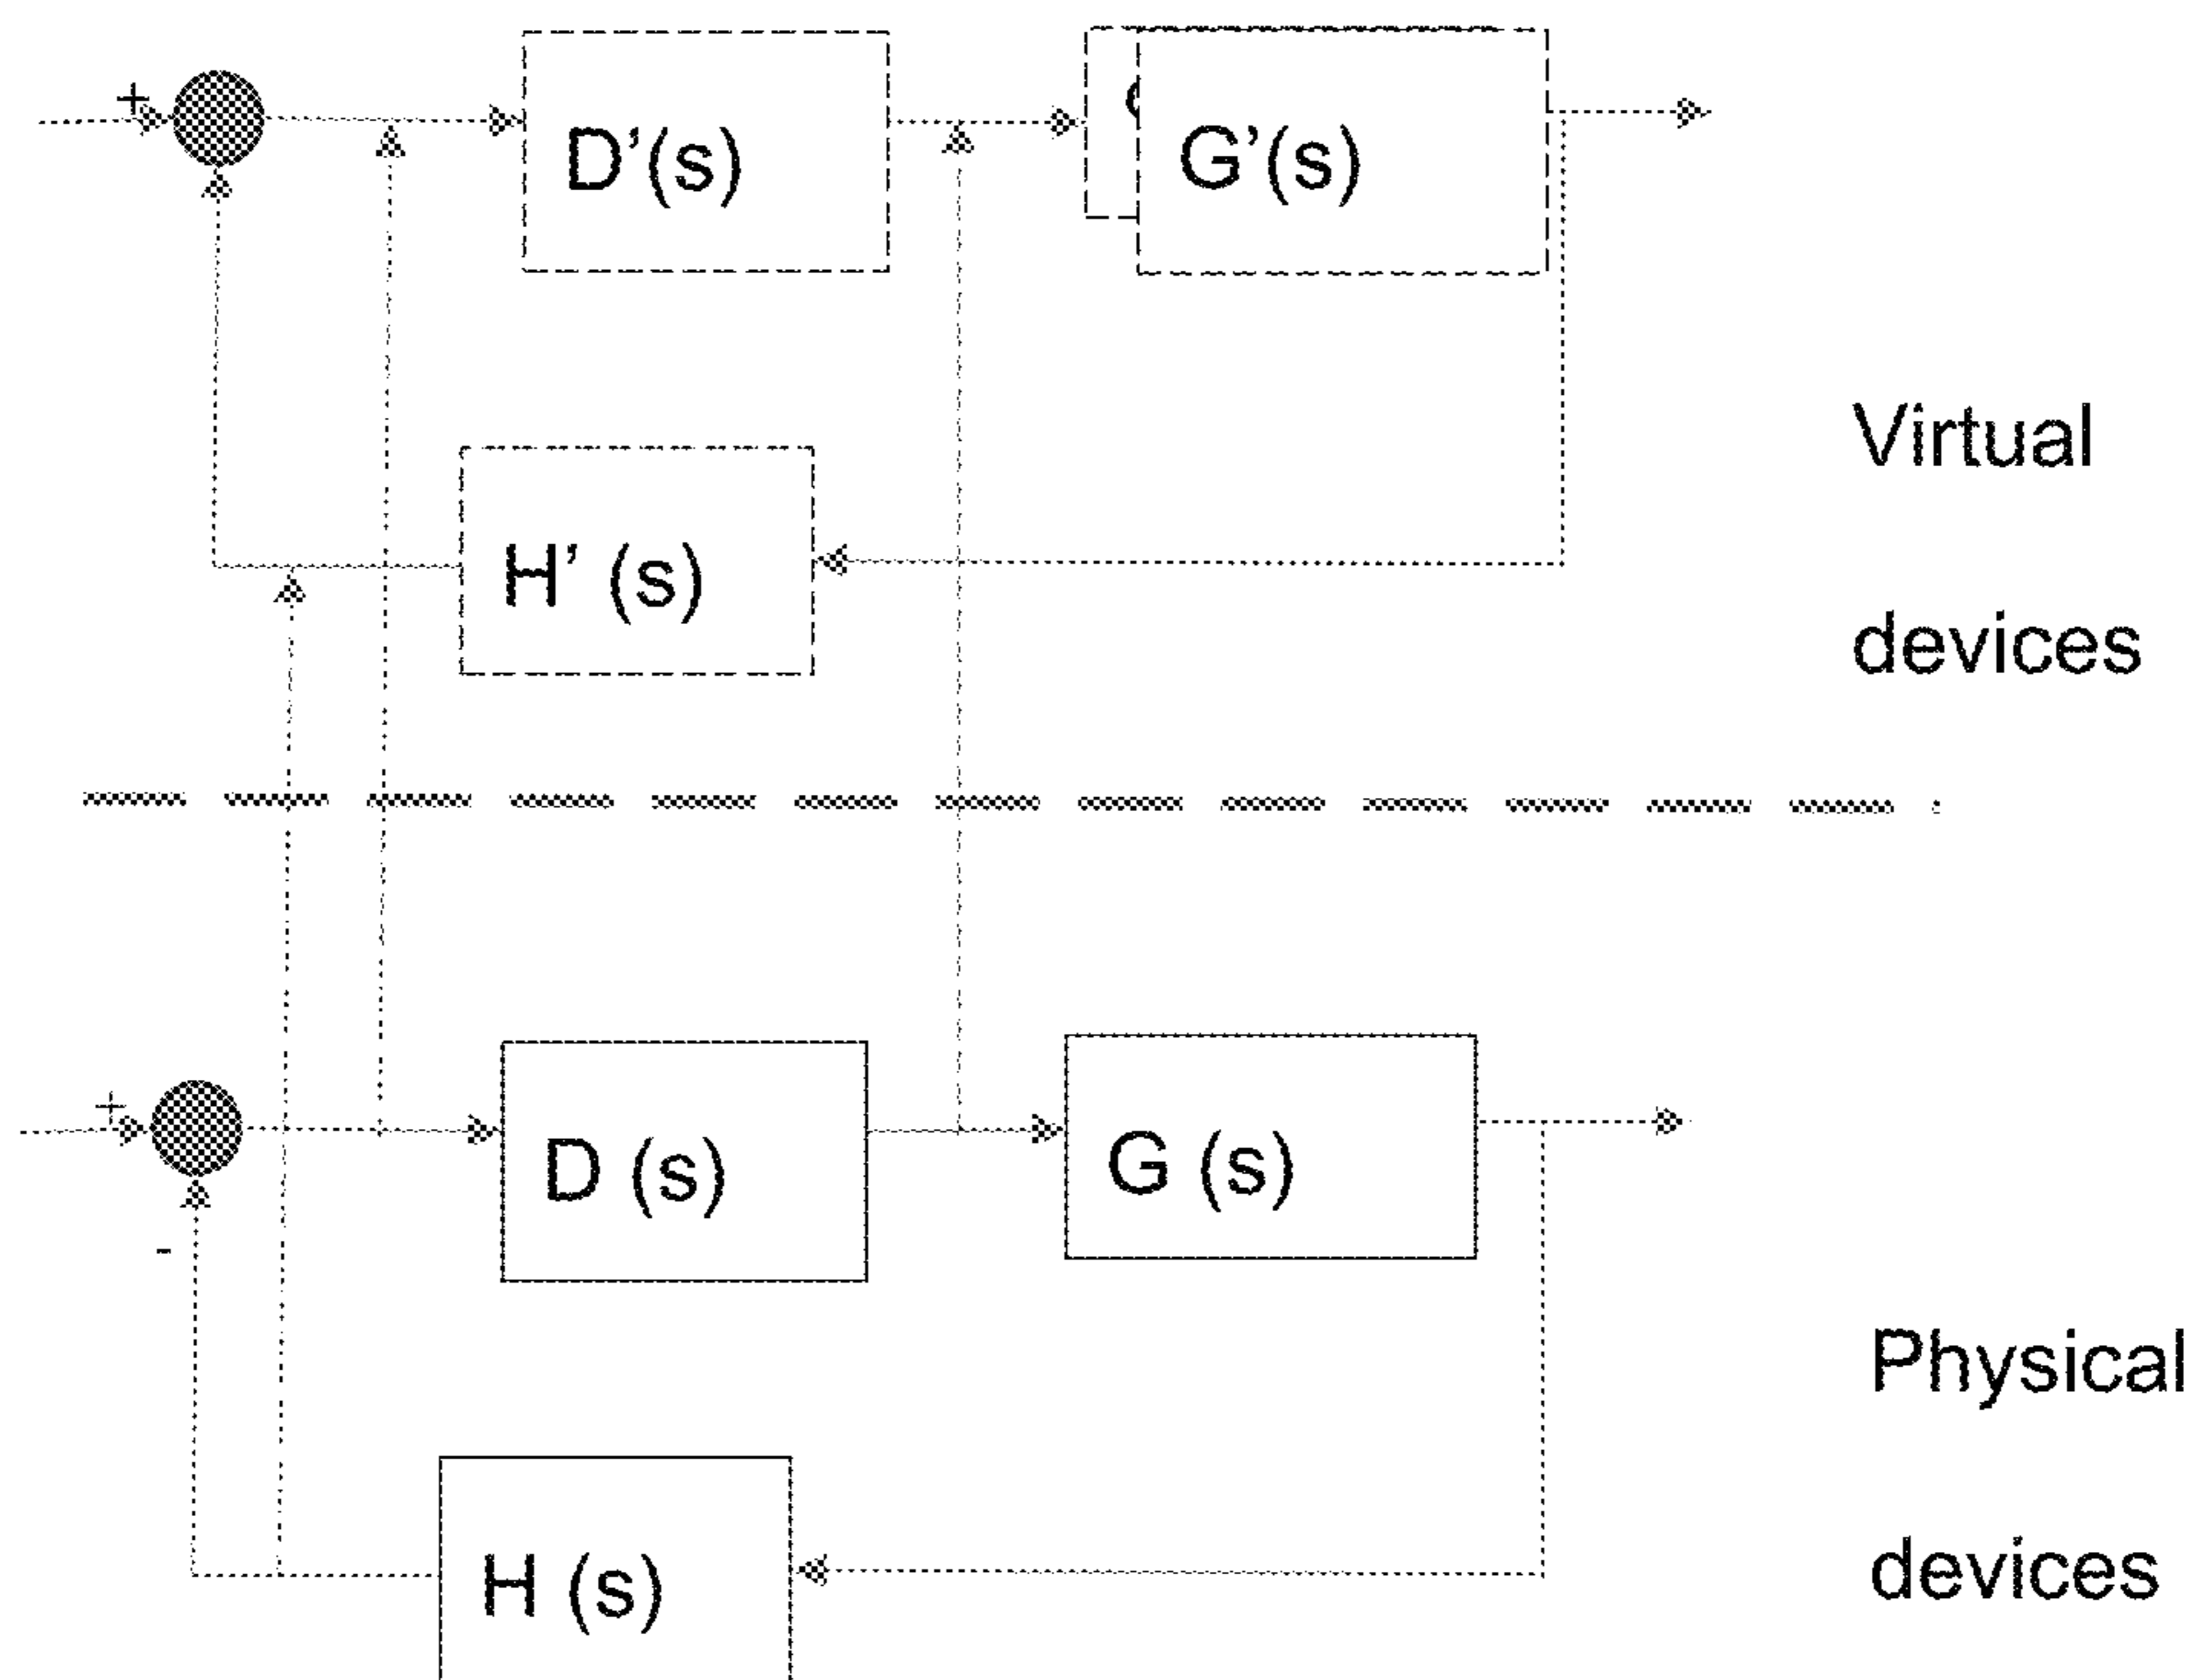 +
D’(s)
G’(s)
Virtual
H’ (s)
devices
+
D (s)
G (s)
-
Physical
H (s)
devices